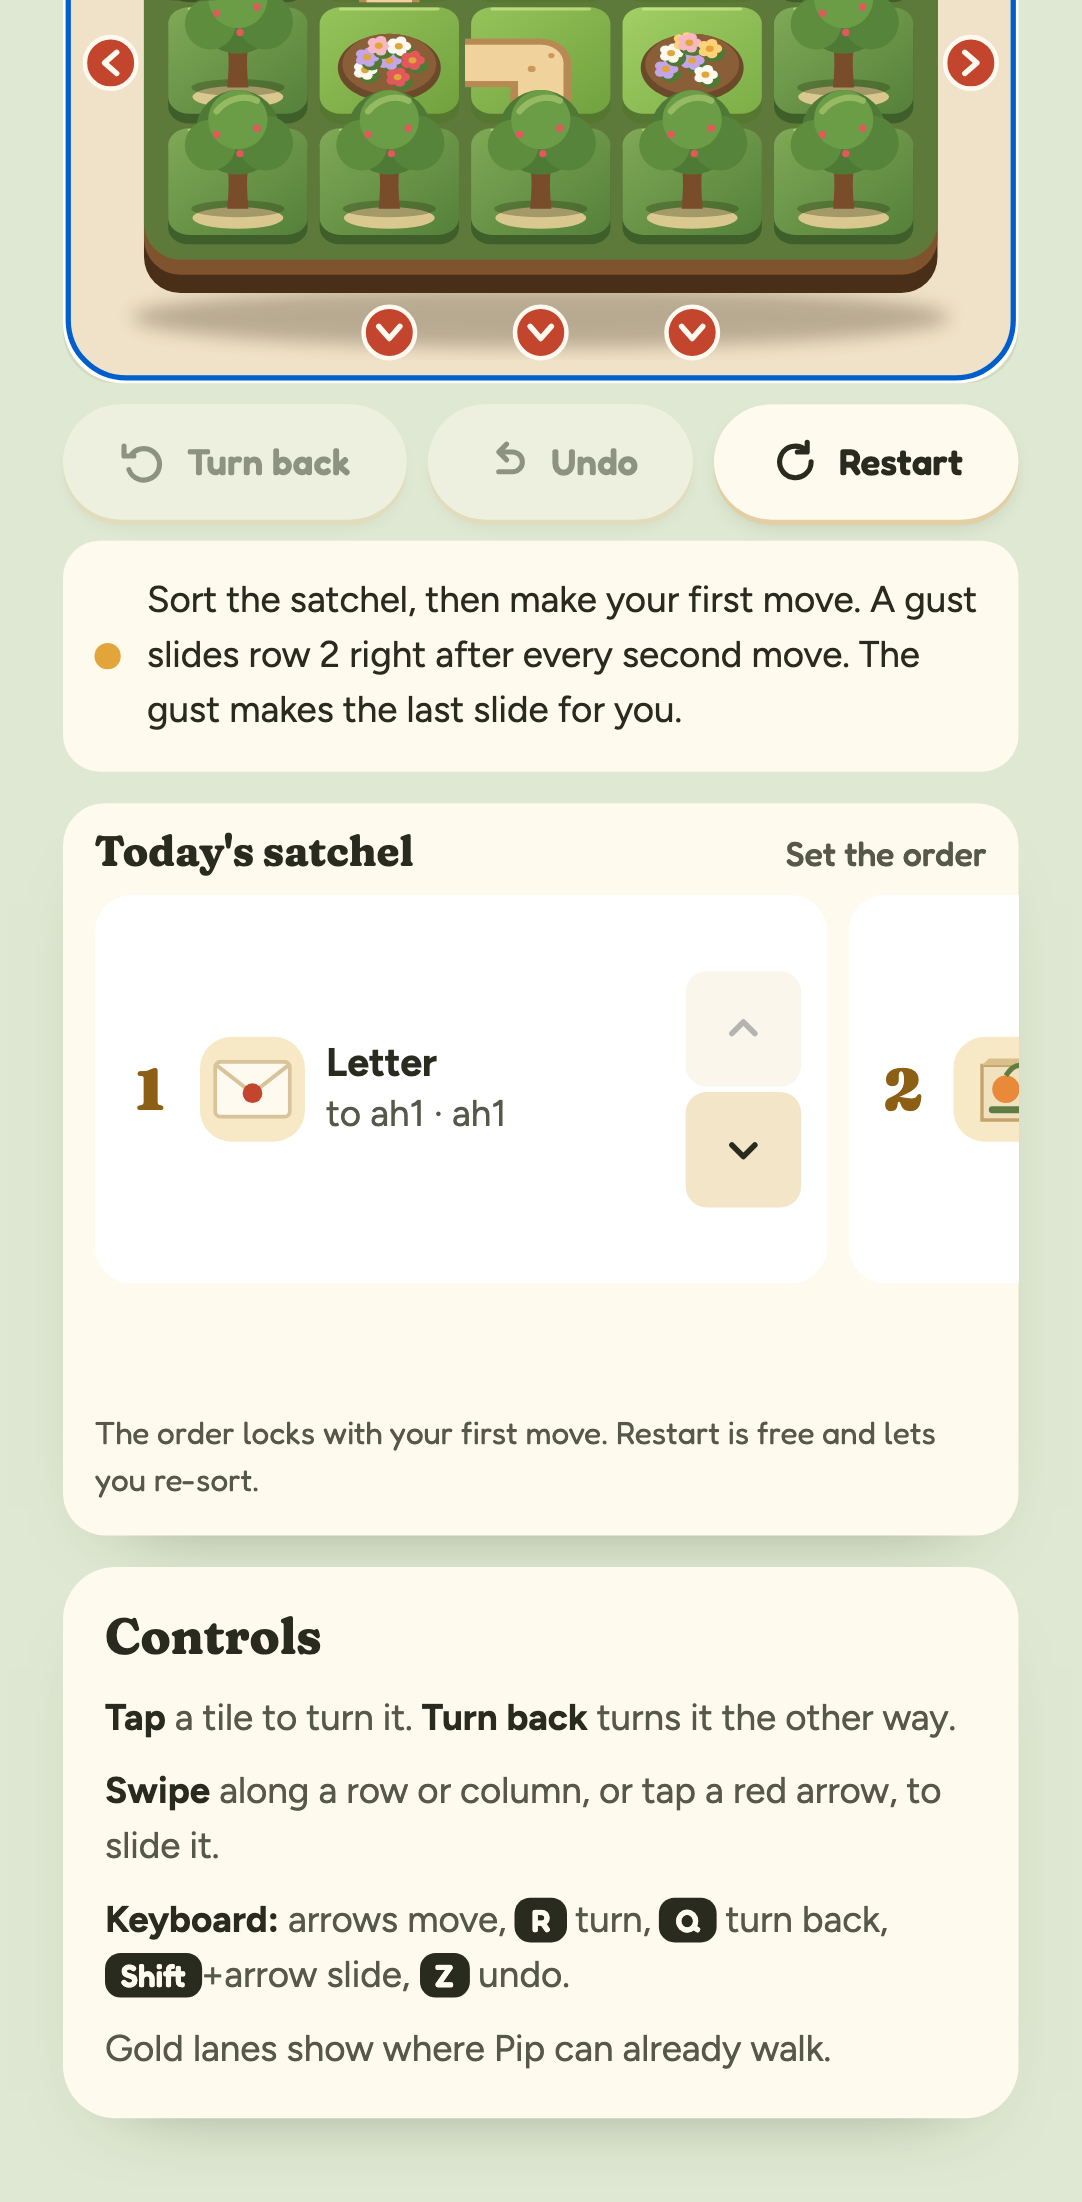 Turn back
Undo
Restart
Sort the satchel, then make your first move. A gust
slides row 2 right after every second move. The
gust makes the last slide for you.
Today's satchel
Set the order
1
Letter
to ah1 · ah1
2
The order locks with your first move. Restart is free and lets
you re-sort.
Controls
Tap a tile to turn it. Turn back turns it the other way.
Swipe along a row or column, or tap a red arrow, to
slide it.
Keyboard: arrows move, R turn, Q turn back,
Shift+arrow slide, Z undo.
Gold lanes show where Pip can already walk.